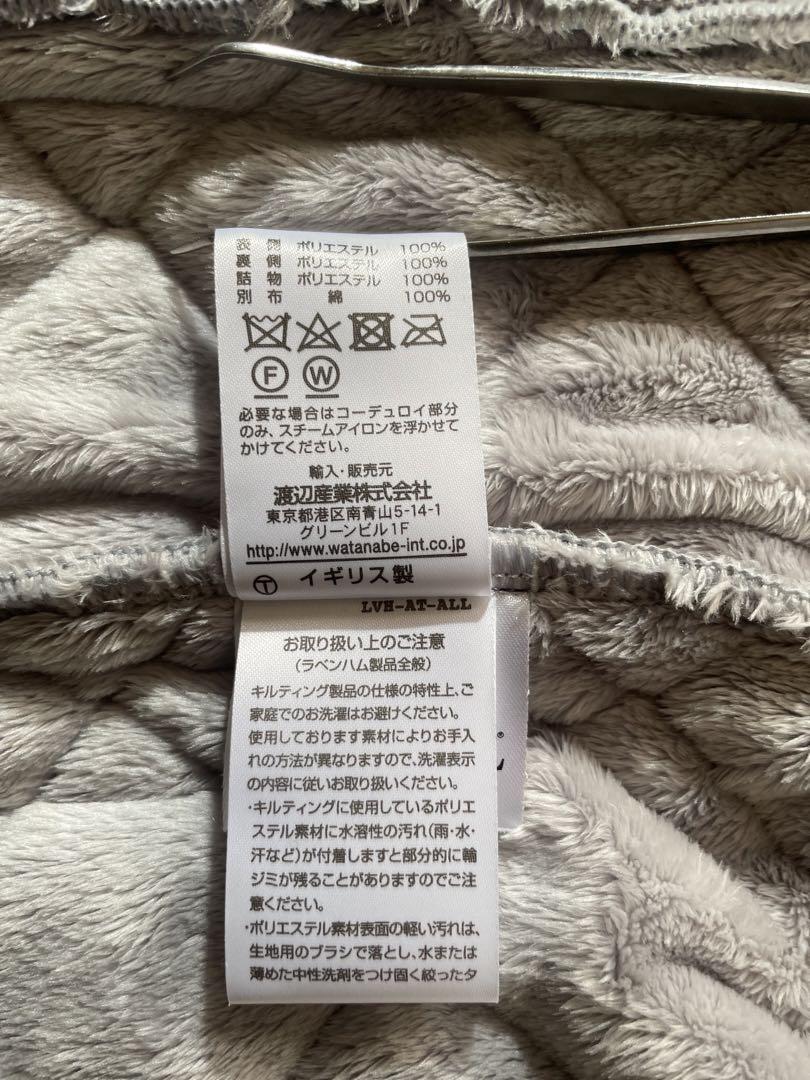 表側 ポリエステル 100%
裏側 ポリエステル 100%
詰物 ポリエステル 100%
別布 綿 100%
F W
必要な場合はコーデュロイ部分
のみ、スチームアイロンを浮かせて
かけてください。
輸入・販売元
渡辺産業株式会社
東京都港区南青山5-14-1
グリーンビル1F
http://www.watanabe-int.co.jp
T イギリス製
LVH-AT-ALL
お取り扱い上のご注意
(ラベンハム製品全般)
キルティング製品の仕様の特性上、ご
家庭でのお洗濯はお避けください。
使用しております素材によりお手入
れの方法が異なりますので、洗濯表示
の内容に従いお取り扱いください。
・キルティングに使用しているポリエ
ステル素材に水溶性の汚れ(雨・水・
汗など)が付着しますと部分的に輪
ジミが残ることがありますのでご注
意ください。
・ポリエステル素材表面の軽い汚れは、
生地用のブラシで落とし、水または
薄めた中性洗剤をつけ固く絞ったタ